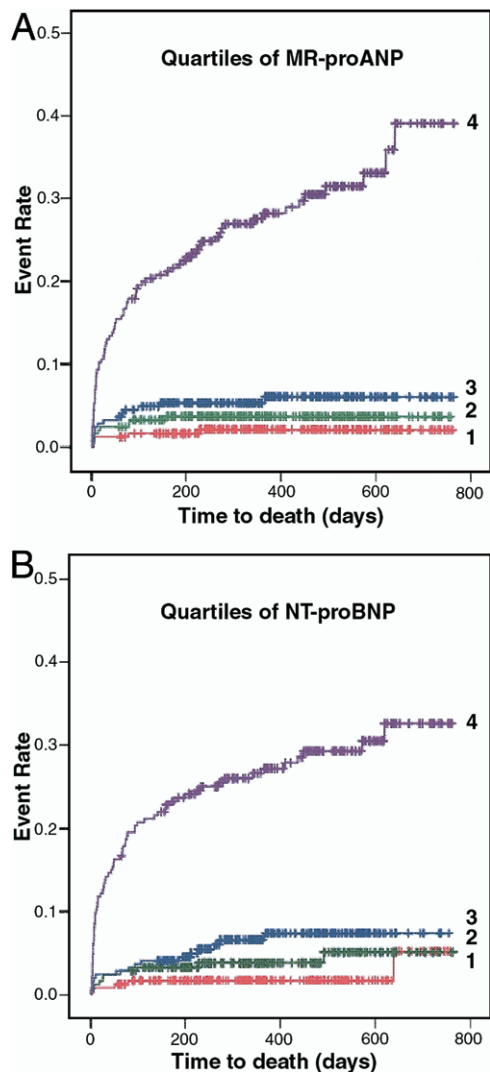 A
Quartiles of MR-proANP
Event Rate
0.5
0.4
0.3
0.2
0.1
0.0
4
3
2
1
0 200 400 600 800
Time to death (days)
B
Quartiles of NT-proBNP
Event Rate
0.5
0.4
0.3
0.2
0.1
0.0
4
3
2
1
0 200 400 600 800
Time to death (days)